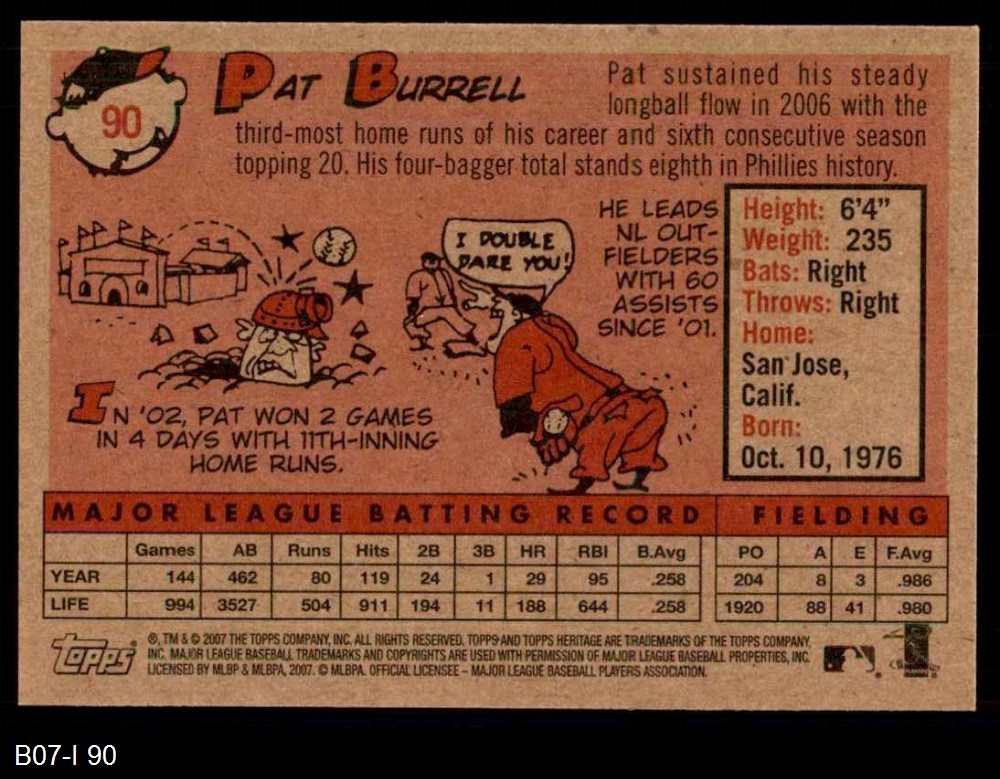 90
PAT BURRELL
Pat sustained his steady
longball flow in 2006 with the
third-most home runs of his career and sixth consecutive season
topping 20. His four-bagger total stands eighth in Phillies history.
I DOUBLE
DARE YOU!
HE LEADS
NL OUT-
FIELDERS
WITH 60
ASSISTS
SINCE '01.
IN '02, PAT WON 2 GAMES
IN 4 DAYS WITH 11TH-INNING
HOME RUNS.
Height: 6'4"
Weight: 235
Bats: Right
Throws: Right
Home:
San Jose,
Calif.
Born:
Oct. 10, 1976
MAJOR LEAGUE BATTING RECORD FIELDING
Games AB Runs Hits 2B 3B HR RBI B.Avg PO A E F.Avg
YEAR 144 462 80 119 24 1 29 95 .258 204 8 3 .986
LIFE 994 3527 504 911 194 11 188 644 .258 1920 88 41 .980
Topps
®, TM & © 2007 THE TOPPS COMPANY, INC. ALL RIGHTS RESERVED. TOPPS AND TOPPS HERITAGE ARE TRADEMARKS OF THE TOPPS COMPANY,
INC. MAJOR LEAGUE BASEBALL TRADEMARKS AND COPYRIGHTS ARE USED WITH PERMISSION OF MAJOR LEAGUE BASEBALL PROPERTIES, INC.
LICENSED BY MLBP & MLBPA, 2007. © MLBPA. OFFICIAL LICENSEE – MAJOR LEAGUE BASEBALL PLAYERS ASSOCIATION.
B07-I 90